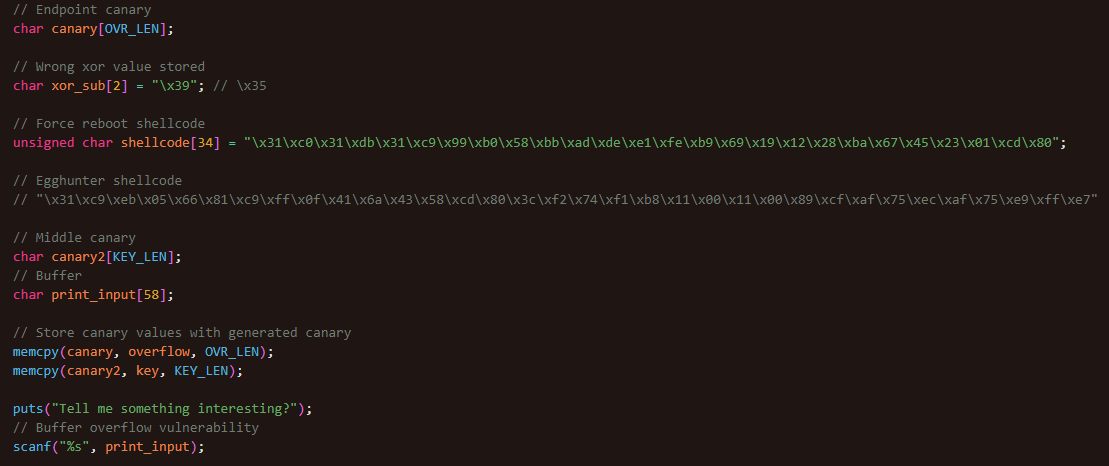 // Endpoint canary
char canary[OVR_LEN];
// Wrong xor value stored
char xor_sub[2] = "\x39"; // \x35
// Force reboot shellcode
unsigned char shellcode[34] = "\x31\xc0\x31\xdb\x31\xc9\x99\xb0\x58\xbb\xad\xde\xe1\xfe\xb9\x69\x19\x12\x28\xba\x67\x45\x23\x01\xcd\x80";
// Egghunter shellcode
// "\x31\xc9\xeb\x05\x66\x81\xc9\xff\x0f\x41\x6a\x43\x58\xcd\x80\x3c\xf2\x74\xf1\xb8\x11\x00\x11\x00\x89\xcf\xaf\x75\xec\xaf\x75\xe9\xff\xe7"
// Middle canary
char canary2[KEY_LEN];
// Buffer
char print_input[58];
// Store canary values with generated canary
memcpy(canary, overflow, OVR_LEN);
memcpy(canary2, key, KEY_LEN);
puts("Tell me something interesting?");
// Buffer overflow vulnerability
scanf("%s", print_input);